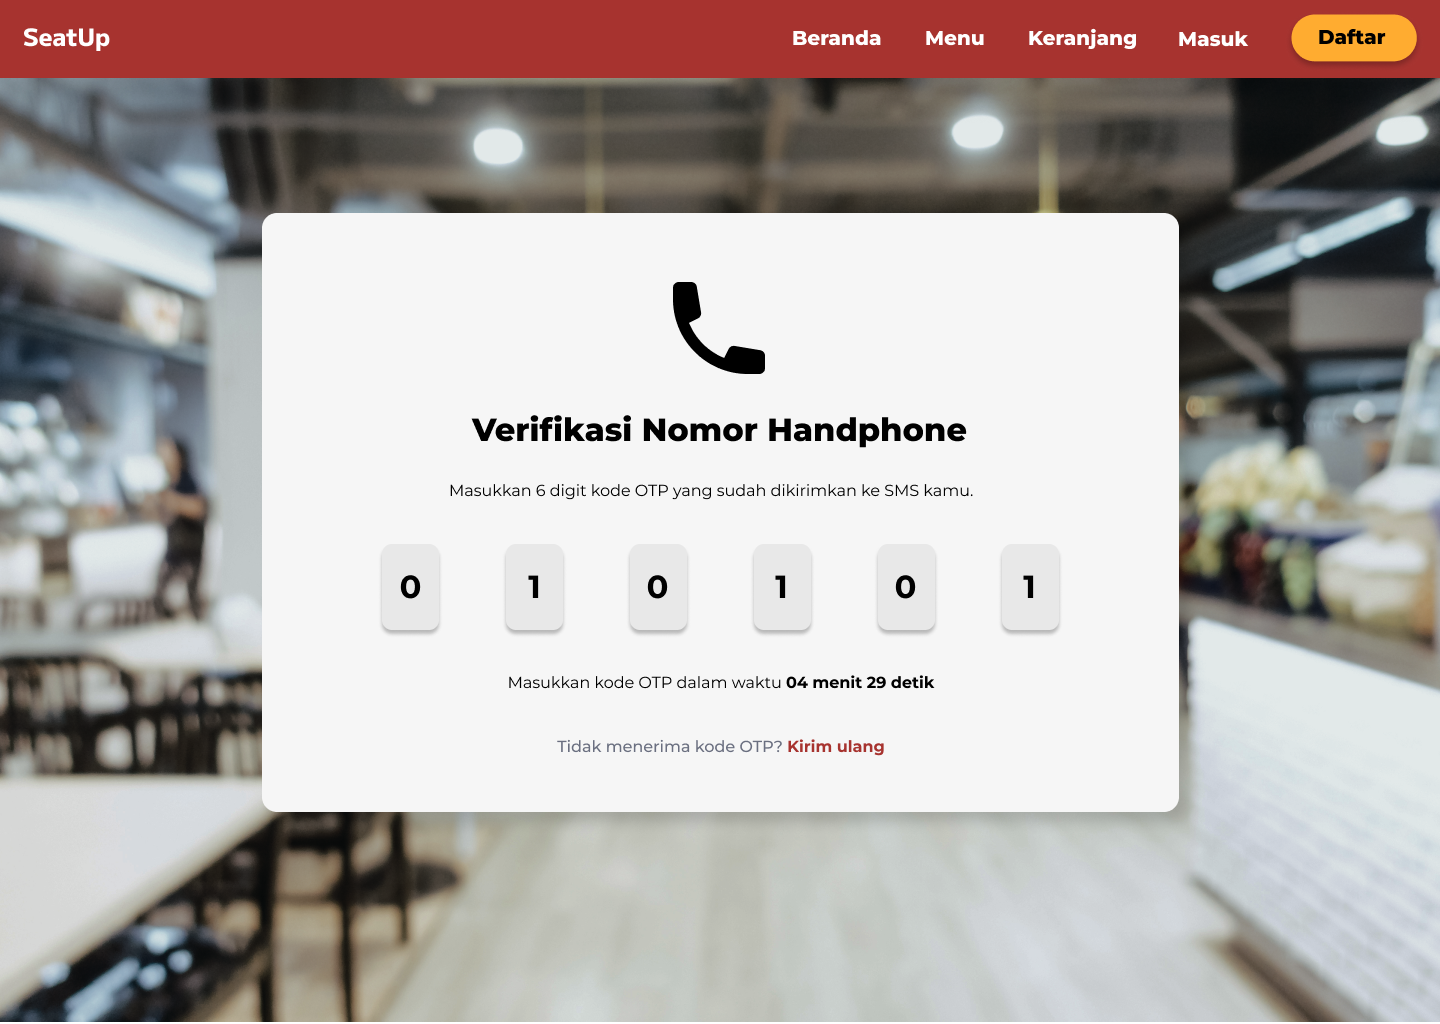 SeatUp
Beranda Menu Keranjang Masuk Daftar
Verifikasi Nomor Handphone
Masukkan 6 digit kode OTP yang sudah dikirimkan ke SMS kamu.
0 1 0 1 0 1
Masukkan kode OTP dalam waktu 04 menit 29 detik
Tidak menerima kode OTP? Kirim ulang